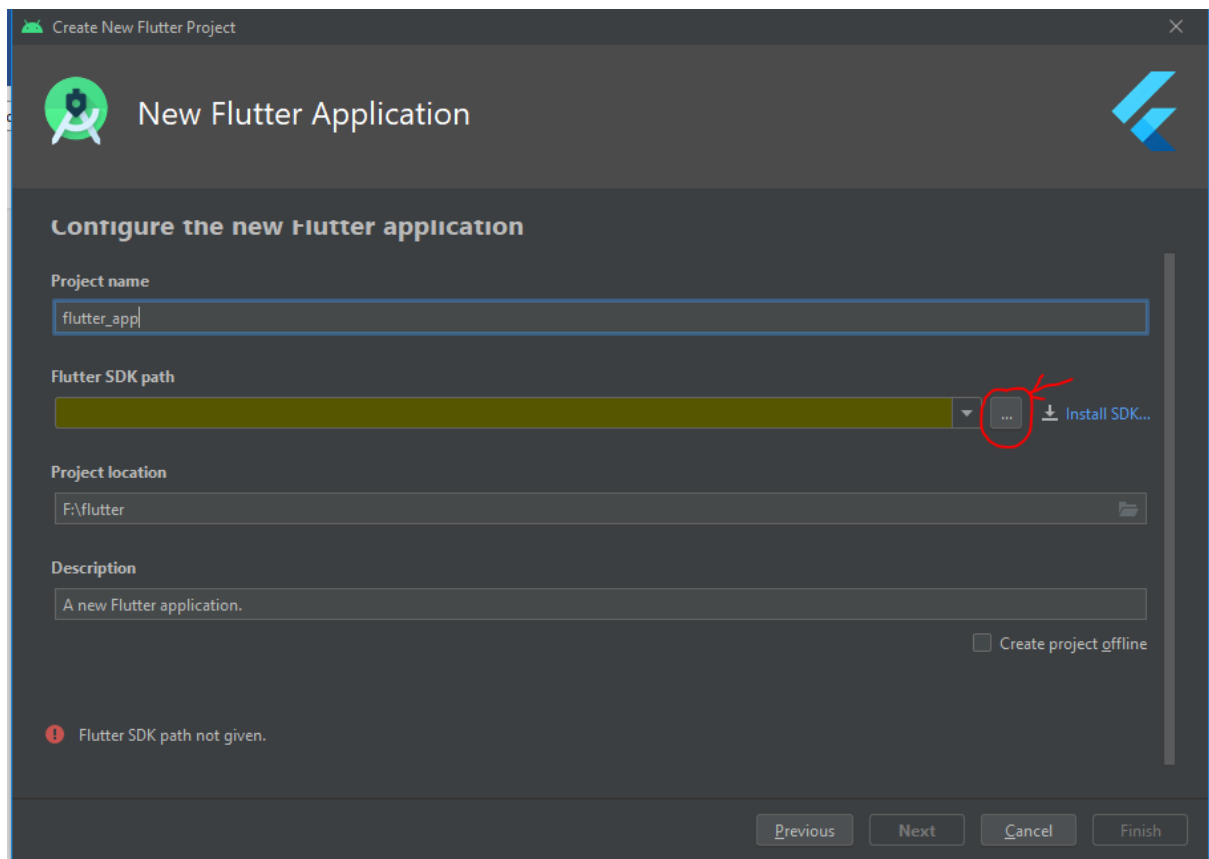 Create New Flutter Project
New Flutter Application
Configure the new Flutter application
Project name
flutter_app
Flutter SDK path
... Install SDK...
Project location
F:\flutter
Description
A new Flutter application.
Create project offline
Flutter SDK path not given.
Previous Next Cancel Finish